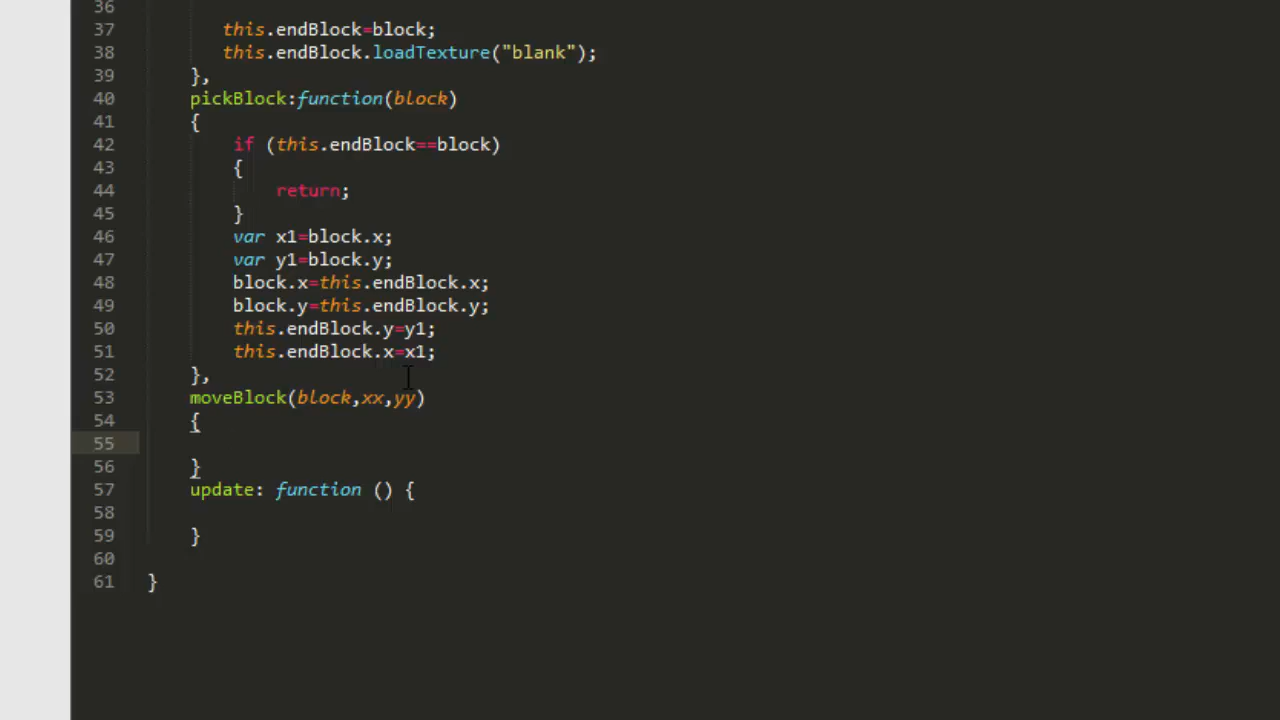 36
37 this.endBlock=block;
38 this.endBlock.loadTexture("blank");
39 },
40 pickBlock:function(block)
41 {
42 if (this.endBlock==block)
43 {
44 return;
45 }
46 var x1=block.x;
47 var y1=block.y;
48 block.x=this.endBlock.x;
49 block.y=this.endBlock.y;
50 this.endBlock.y=y1;
51 this.endBlock.x=x1;
52 },
53 moveBlock(block,xx,yy)
54 {
55
56 }
57 update: function () {
58
59 }
60
61 }